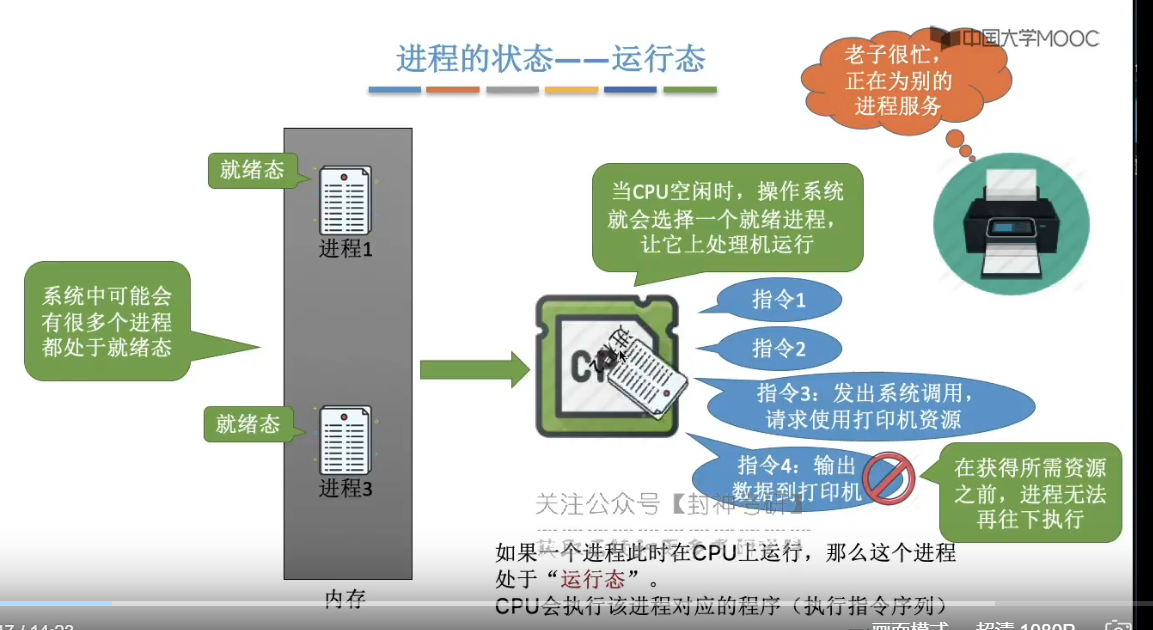 中国大学MOOC
进程的状态——运行态
老子很忙，
正在为别的
进程服务
就绪态
进程1
当CPU空闲时，操作系统
就会选择一个就绪进程，
让它上处理机运行
系统中可能会
有很多个进程
都处于就绪态
指令1
指令2
指令3：发出系统调用，
请求使用打印机资源
就绪态
进程3
指令4：输出
数据到打印机
在获得所需资源
之前，进程无法
再往下执行
关注公众号【封神考研】
如果一个进程此时在CPU上运行，那么这个进程
处于“运行态”。
CPU会执行该进程对应的程序（执行指令序列）
内存
画面模式
超清 1080P